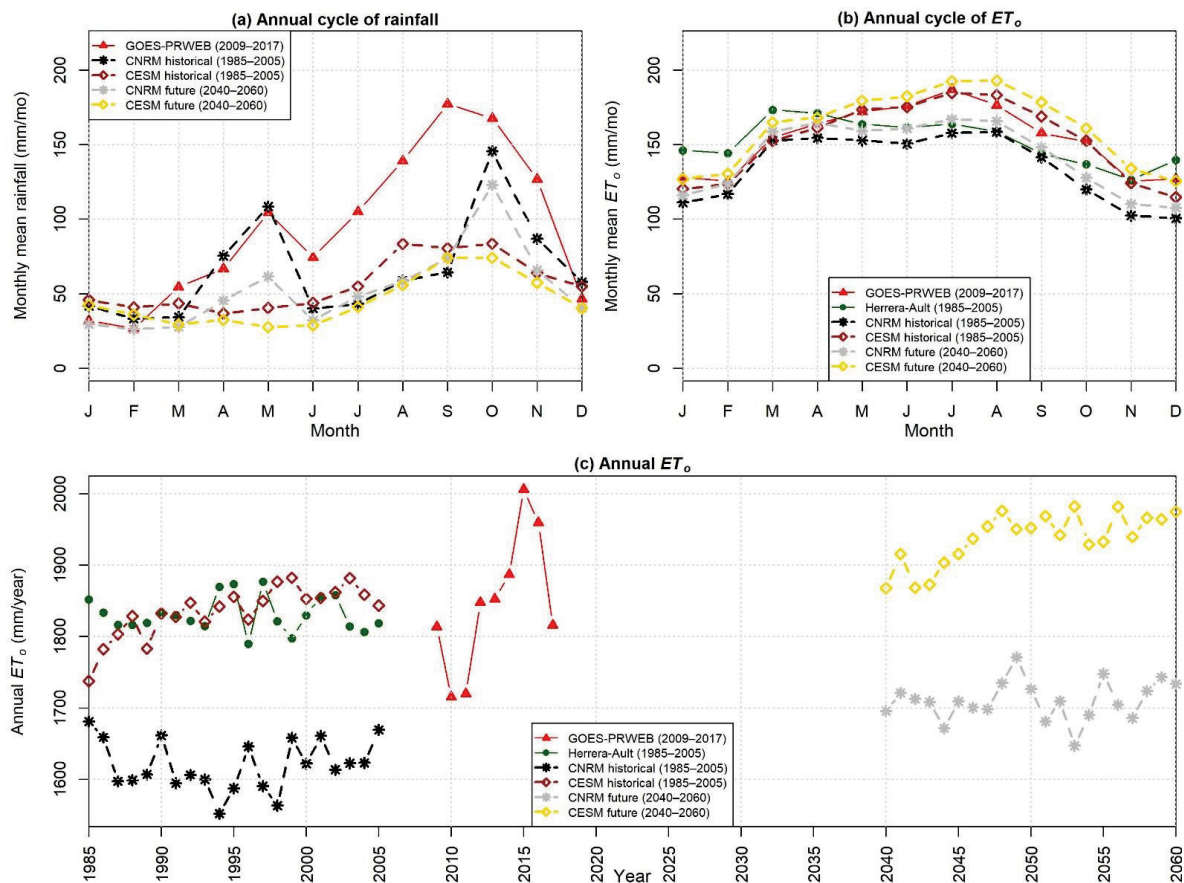 (a) Annual cycle of rainfall
GOES-PRWEB (2009–2017)
CNRM historical (1985–2005)
CESM historical (1985–2005)
CNRM future (2040–2060)
CESM future (2040–2060)
Monthly mean rainfall (mm/mo)
200
150
100
50
0
J F M A M J J A S O N D
Month
(b) Annual cycle of ETo
Monthly mean ETo (mm/mo)
200
150
100
50
0
GOES-PRWEB (2009–2017)
Herrera-Ault (1985–2005)
CNRM historical (1985–2005)
CESM historical (1985–2005)
CNRM future (2040–2060)
CESM future (2040–2060)
J F M A M J J A S O N D
Month
(c) Annual ETo
Annual ETo (mm/year)
2000
1900
1800
1700
1600
GOES-PRWEB (2009–2017)
Herrera-Ault (1985–2005)
CNRM historical (1985–2005)
CESM historical (1985–2005)
CNRM future (2040–2060)
CESM future (2040–2060)
1985 1990 1995 2000 2005 2010 2015 2020 2025 2030 2035 2040 2045 2050 2055 2060
Year